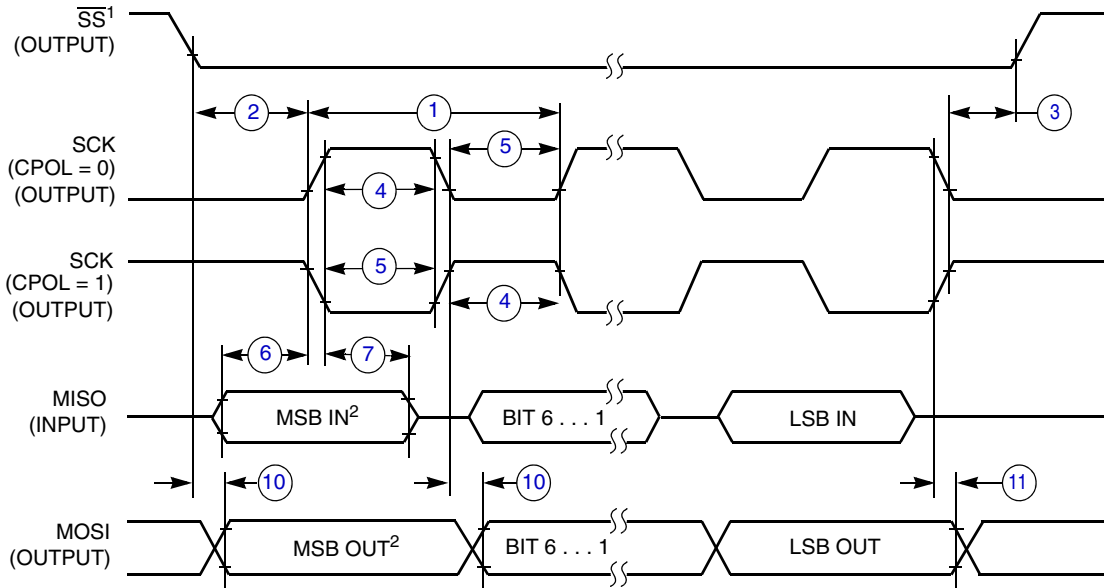 SS¹
(OUTPUT)
2
1
3
SCK
(CPOL = 0)
(OUTPUT)
5
4
SCK
(CPOL = 1)
(OUTPUT)
5
4
6
7
MISO
(INPUT)
MSB IN²
BIT 6 . . . 1
LSB IN
10
10
11
MOSI
(OUTPUT)
MSB OUT²
BIT 6 . . . 1
LSB OUT